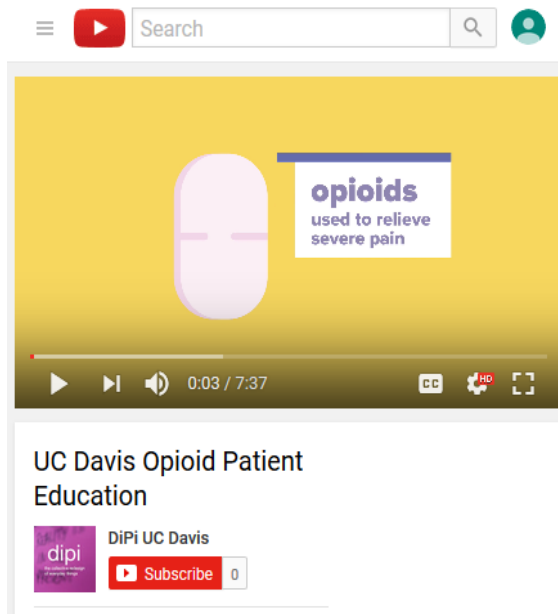 Search
opioids
used to relieve
severe pain
0:03 / 7:37
CC
HD
UC Davis Opioid Patient
Education
dipi
DiPi UC Davis
Subscribe 0